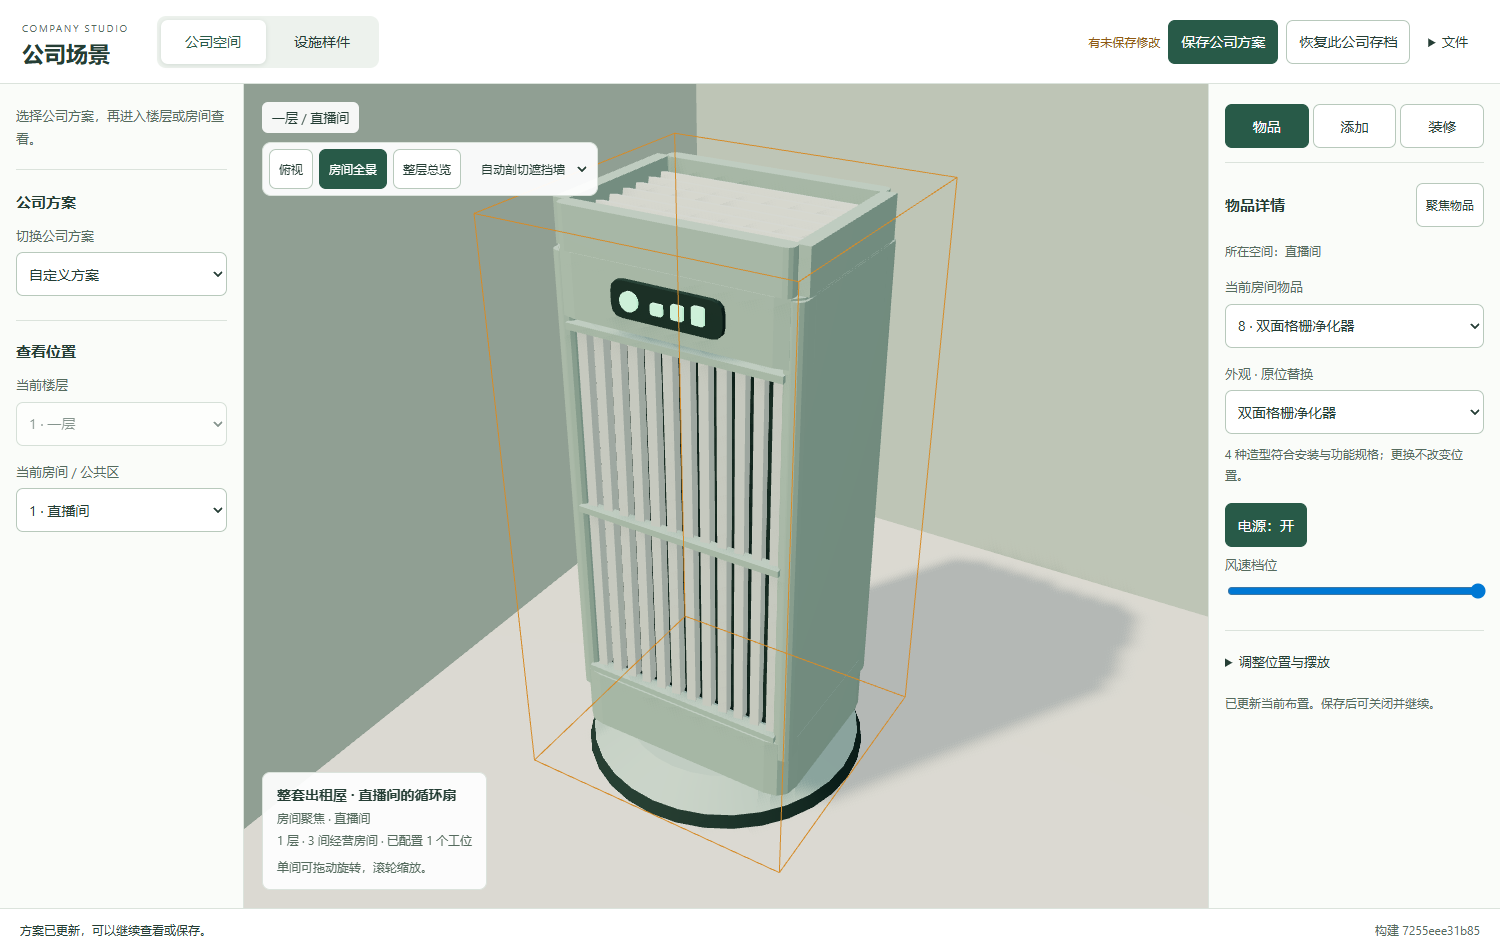 COMPANY STUDIO
公司场景
公司空间
设施样件
有未保存修改
保存公司方案
恢复此公司存档
▶ 文件
选择公司方案，再进入楼层或房间查
看。
公司方案
切换公司方案
自定义方案
查看位置
当前楼层
1 · 一层
当前房间 / 公共区
1 · 直播间
一层 / 直播间
俯视
房间全景
整层总览
自动剖切遮挡墙
整套出租屋 · 直播间的循环扇
房间聚焦 · 直播间
1 层 · 3 间经营房间 · 已配置 1 个工位
单间可拖动旋转，滚轮缩放。
物品
添加
装修
物品详情
聚焦物品
所在空间：直播间
当前房间物品
8 · 双面格栅净化器
外观 · 原位替换
双面格栅净化器
4 种造型符合安装与功能规格；更换不改变位
置。
电源：开
风速档位
▶ 调整位置与摆放
已更新当前布置。保存后可关闭并继续。
方案已更新，可以继续查看或保存。
构建 7255eee31b85